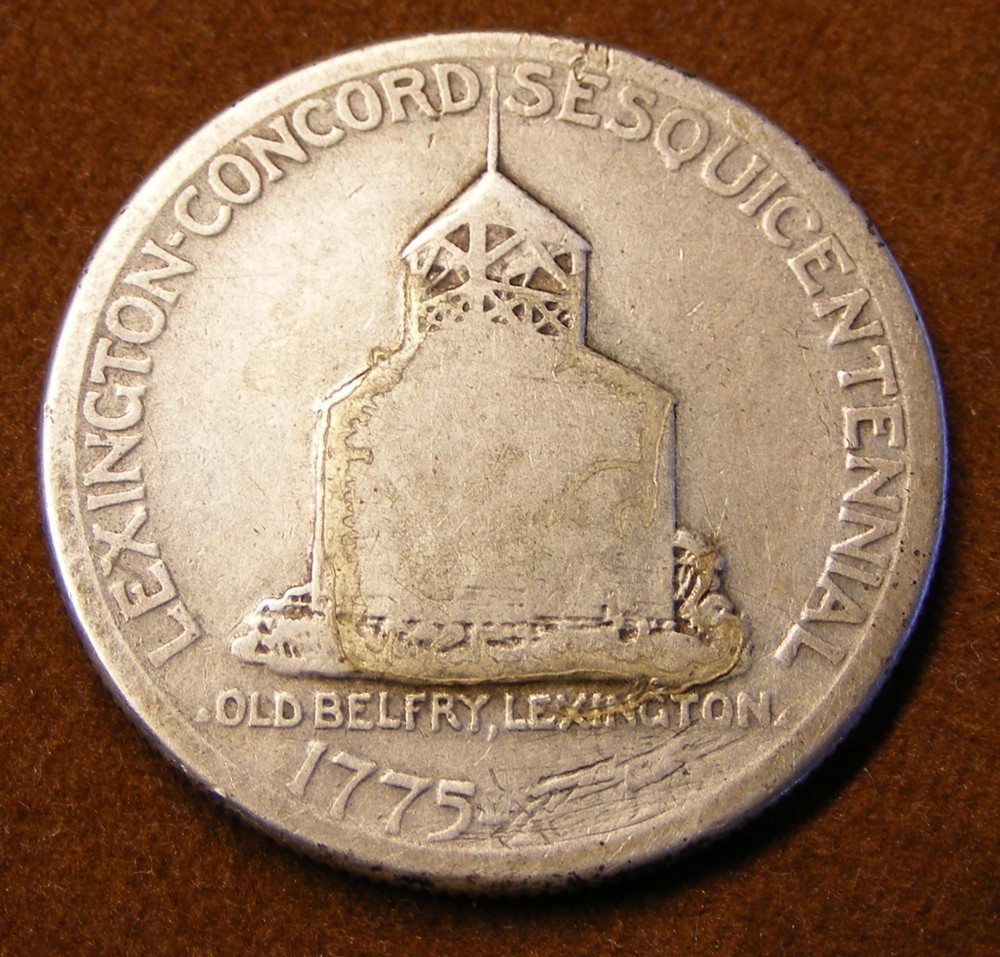 LEXINGTON-CONCORD SESQUICENTENNIAL
·OLD BELFRY, LEXINGTON·
1775